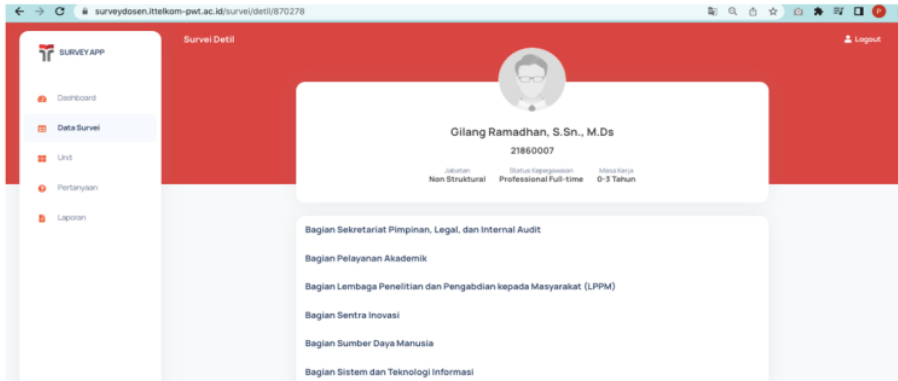 surveydosen.ittelkom-pwt.ac.id/survei/detil/870278
P
SURVEY APP
Survei Detil
Logout
Dashboard
Data Survei
Unit
Pertanyaan
Laporan
Gilang Ramadhan, S.Sn., M.Ds
21860007
Jabatan Status Kepegawaian Masa Kerja
Non Struktural Professional Full-time 0-3 Tahun
Bagian Sekretariat Pimpinan, Legal, dan Internal Audit
Bagian Pelayanan Akademik
Bagian Lembaga Penelitian dan Pengabdian kepada Masyarakat (LPPM)
Bagian Sentra Inovasi
Bagian Sumber Daya Manusia
Bagian Sistem dan Teknologi Informasi